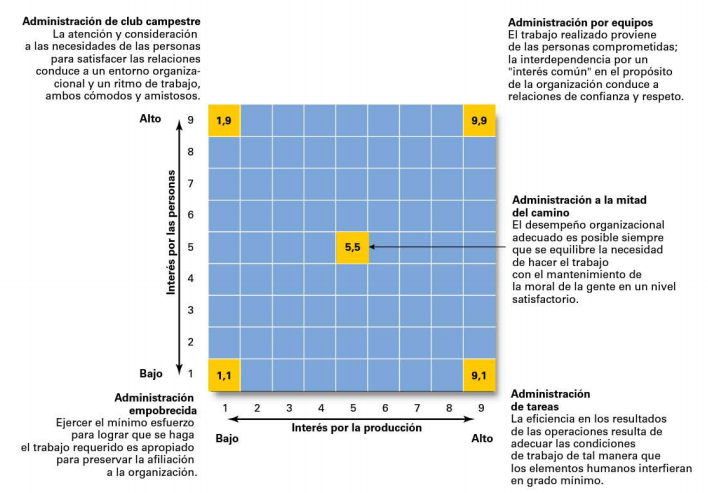 Administración de club campestre
La atención y consideración
a las necesidades de las personas
para satisfacer las relaciones
conduce a un entorno organiza-
cional y un ritmo de trabajo,
ambos cómodos y amistosos.
Administración por equipos
El trabajo realizado proviene
de las personas comprometidas;
la interdependencia por un
"interés común" en el propósito
de la organización conduce a
relaciones de confianza y respeto.
Alto
9
8
7
6
5
4
3
2
1
Bajo
Interés por las personas
1,9
9,9
5,5
1,1
9,1
Administración a la mitad
del camino
El desempeño organizacional
adecuado es posible siempre
que se equilibre la necesidad
de hacer el trabajo
con el mantenimiento de
la moral de la gente en un nivel
satisfactorio.
Administración
empobrecida
Ejercer el mínimo esfuerzo
para lograr que se haga
el trabajo requerido es apropiado
para preservar la afiliación
a la organización.
1 2 3 4 5 6 7 8 9
Interés por la producción
Bajo
Alto
Administración
de tareas
La eficiencia en los resultados
de las operaciones resulta de
adecuar las condiciones
de trabajo de tal manera que
los elementos humanos interfieran
en grado mínimo.